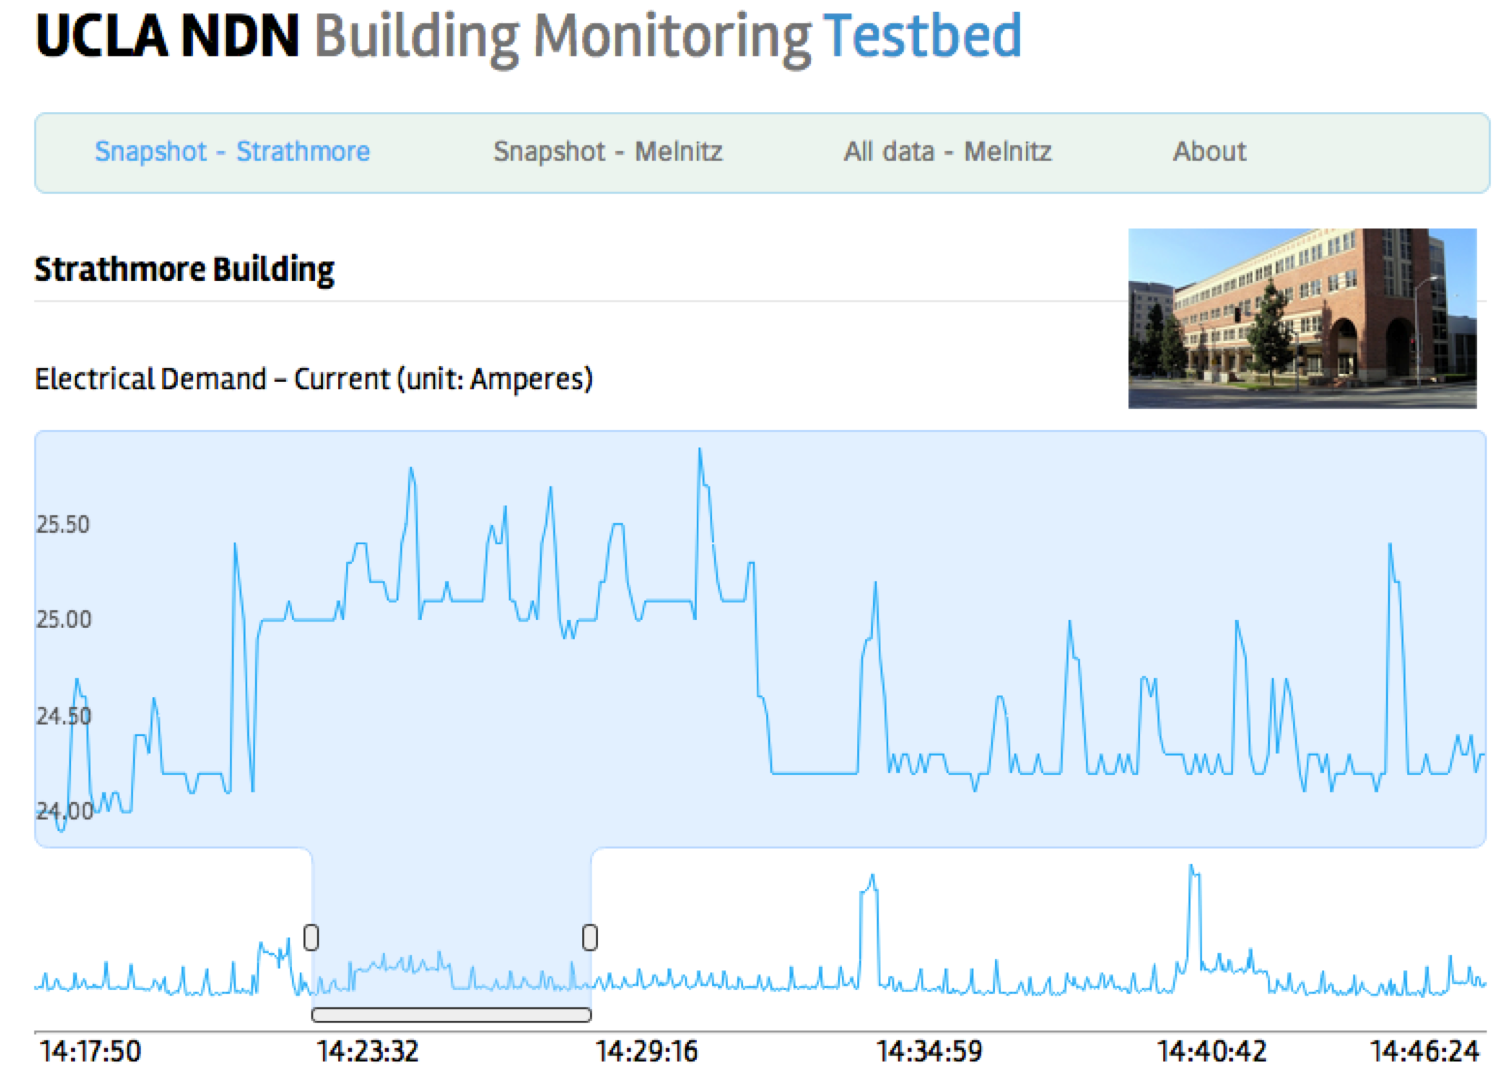 UCLA NDN Building Monitoring Testbed
Snapshot - Strathmore Snapshot - Melnitz All data - Melnitz About
Strathmore Building
Electrical Demand – Current (unit: Amperes)
25.50
25.00
24.50
24.00
14:17:50 14:23:32 14:29:16 14:34:59 14:40:42 14:46:24